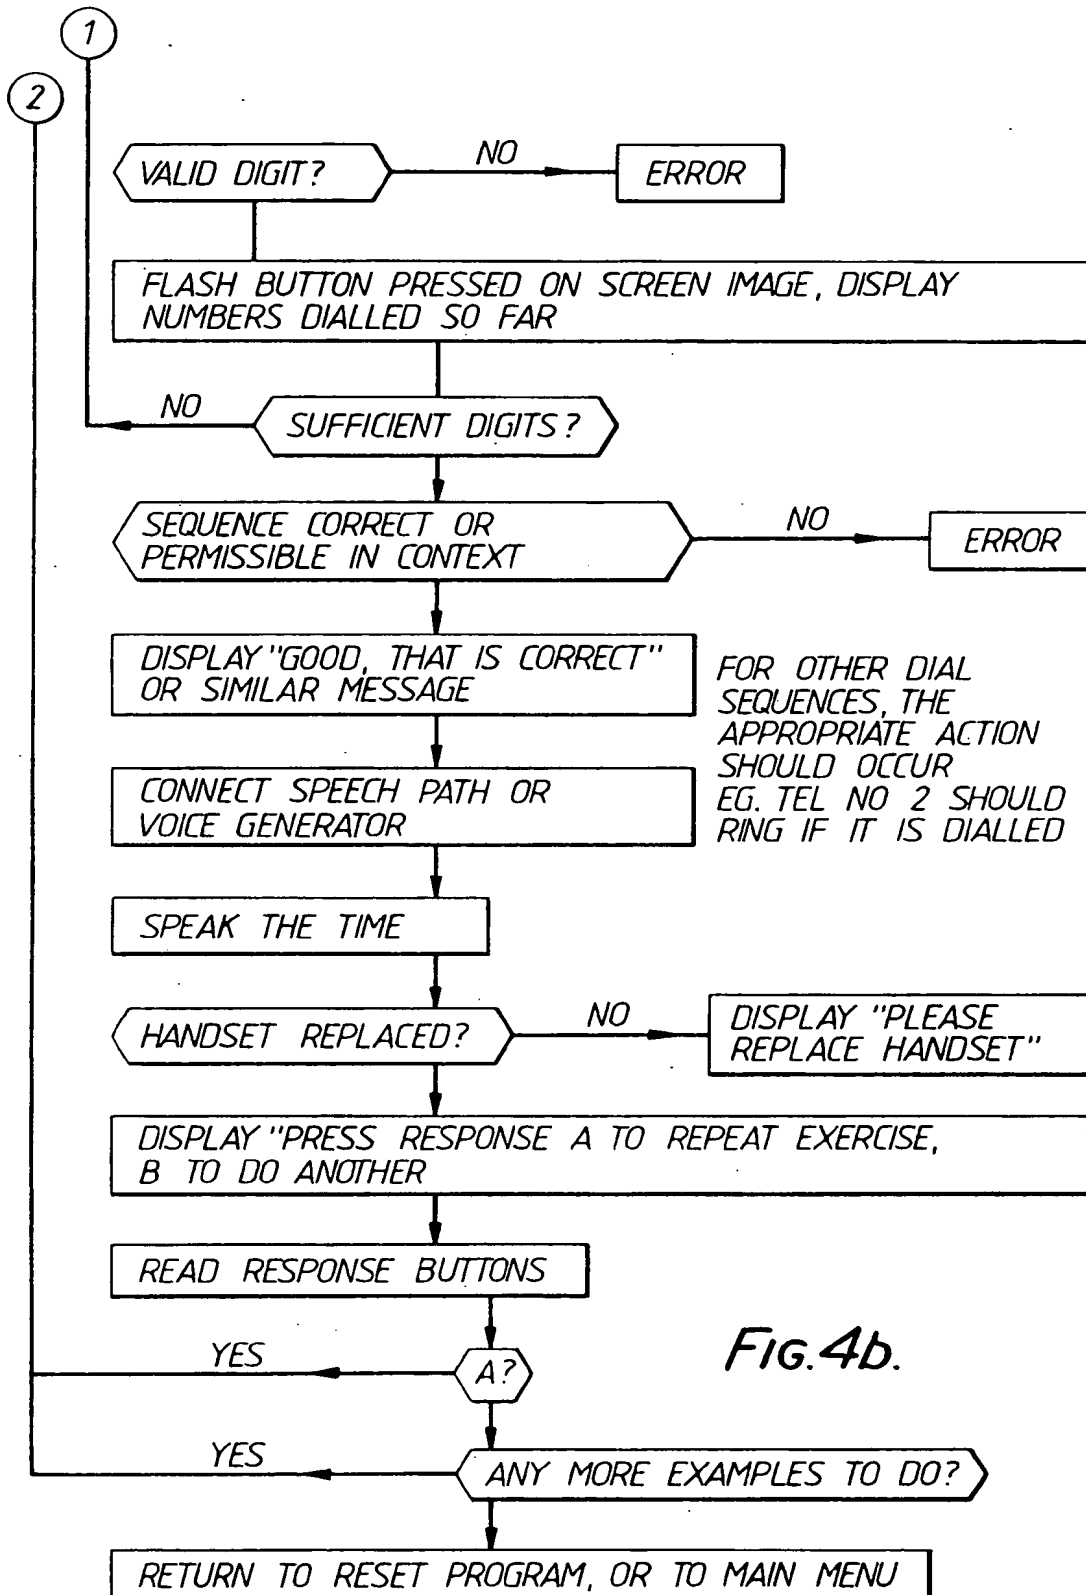 1
2
VALID DIGIT?
NO
ERROR
FLASH BUTTON PRESSED ON SCREEN IMAGE, DISPLAY
NUMBERS DIALLED SO FAR
NO
SUFFICIENT DIGITS?
SEQUENCE CORRECT OR
PERMISSIBLE IN CONTEXT
NO
ERROR
DISPLAY "GOOD, THAT IS CORRECT"
OR SIMILAR MESSAGE
FOR OTHER DIAL
SEQUENCES, THE
APPROPRIATE ACTION
SHOULD OCCUR
EG. TEL NO 2 SHOULD
RING IF IT IS DIALLED
CONNECT SPEECH PATH OR
VOICE GENERATOR
SPEAK THE TIME
HANDSET REPLACED?
NO
DISPLAY "PLEASE
REPLACE HANDSET"
DISPLAY "PRESS RESPONSE A TO REPEAT EXERCISE,
B TO DO ANOTHER
READ RESPONSE BUTTONS
YES
A?
FIG. 4b.
YES
ANY MORE EXAMPLES TO DO?
RETURN TO RESET PROGRAM, OR TO MAIN MENU